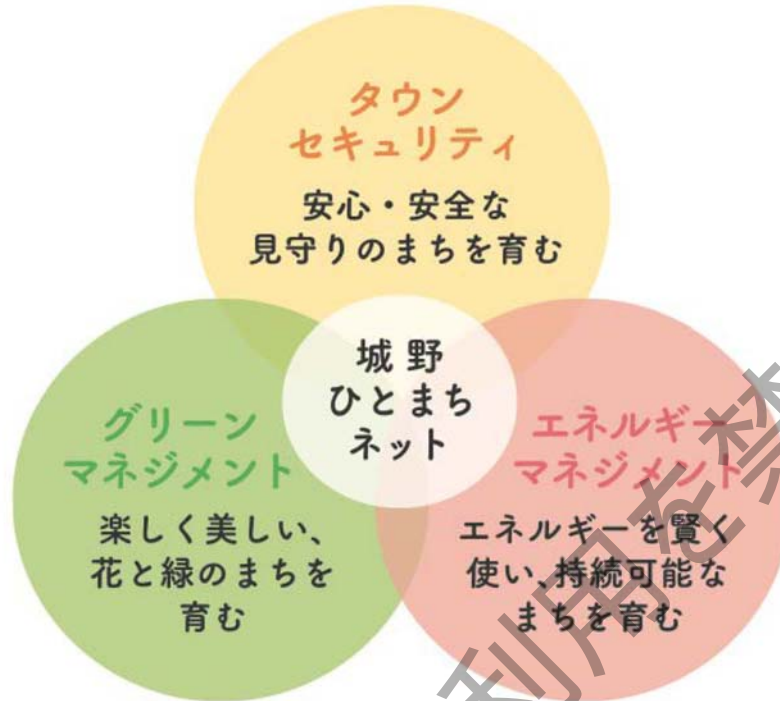 タウン
セキュリティ
安心・安全な
見守りのまちを育む
城野
ひとまち
ネット
グリーン
マネジメント
楽しく美しい、
花と緑のまちを
育む
エネルギー
マネジメント
エネルギーを賢く
使い、持続可能な
まちを育む
利用を禁